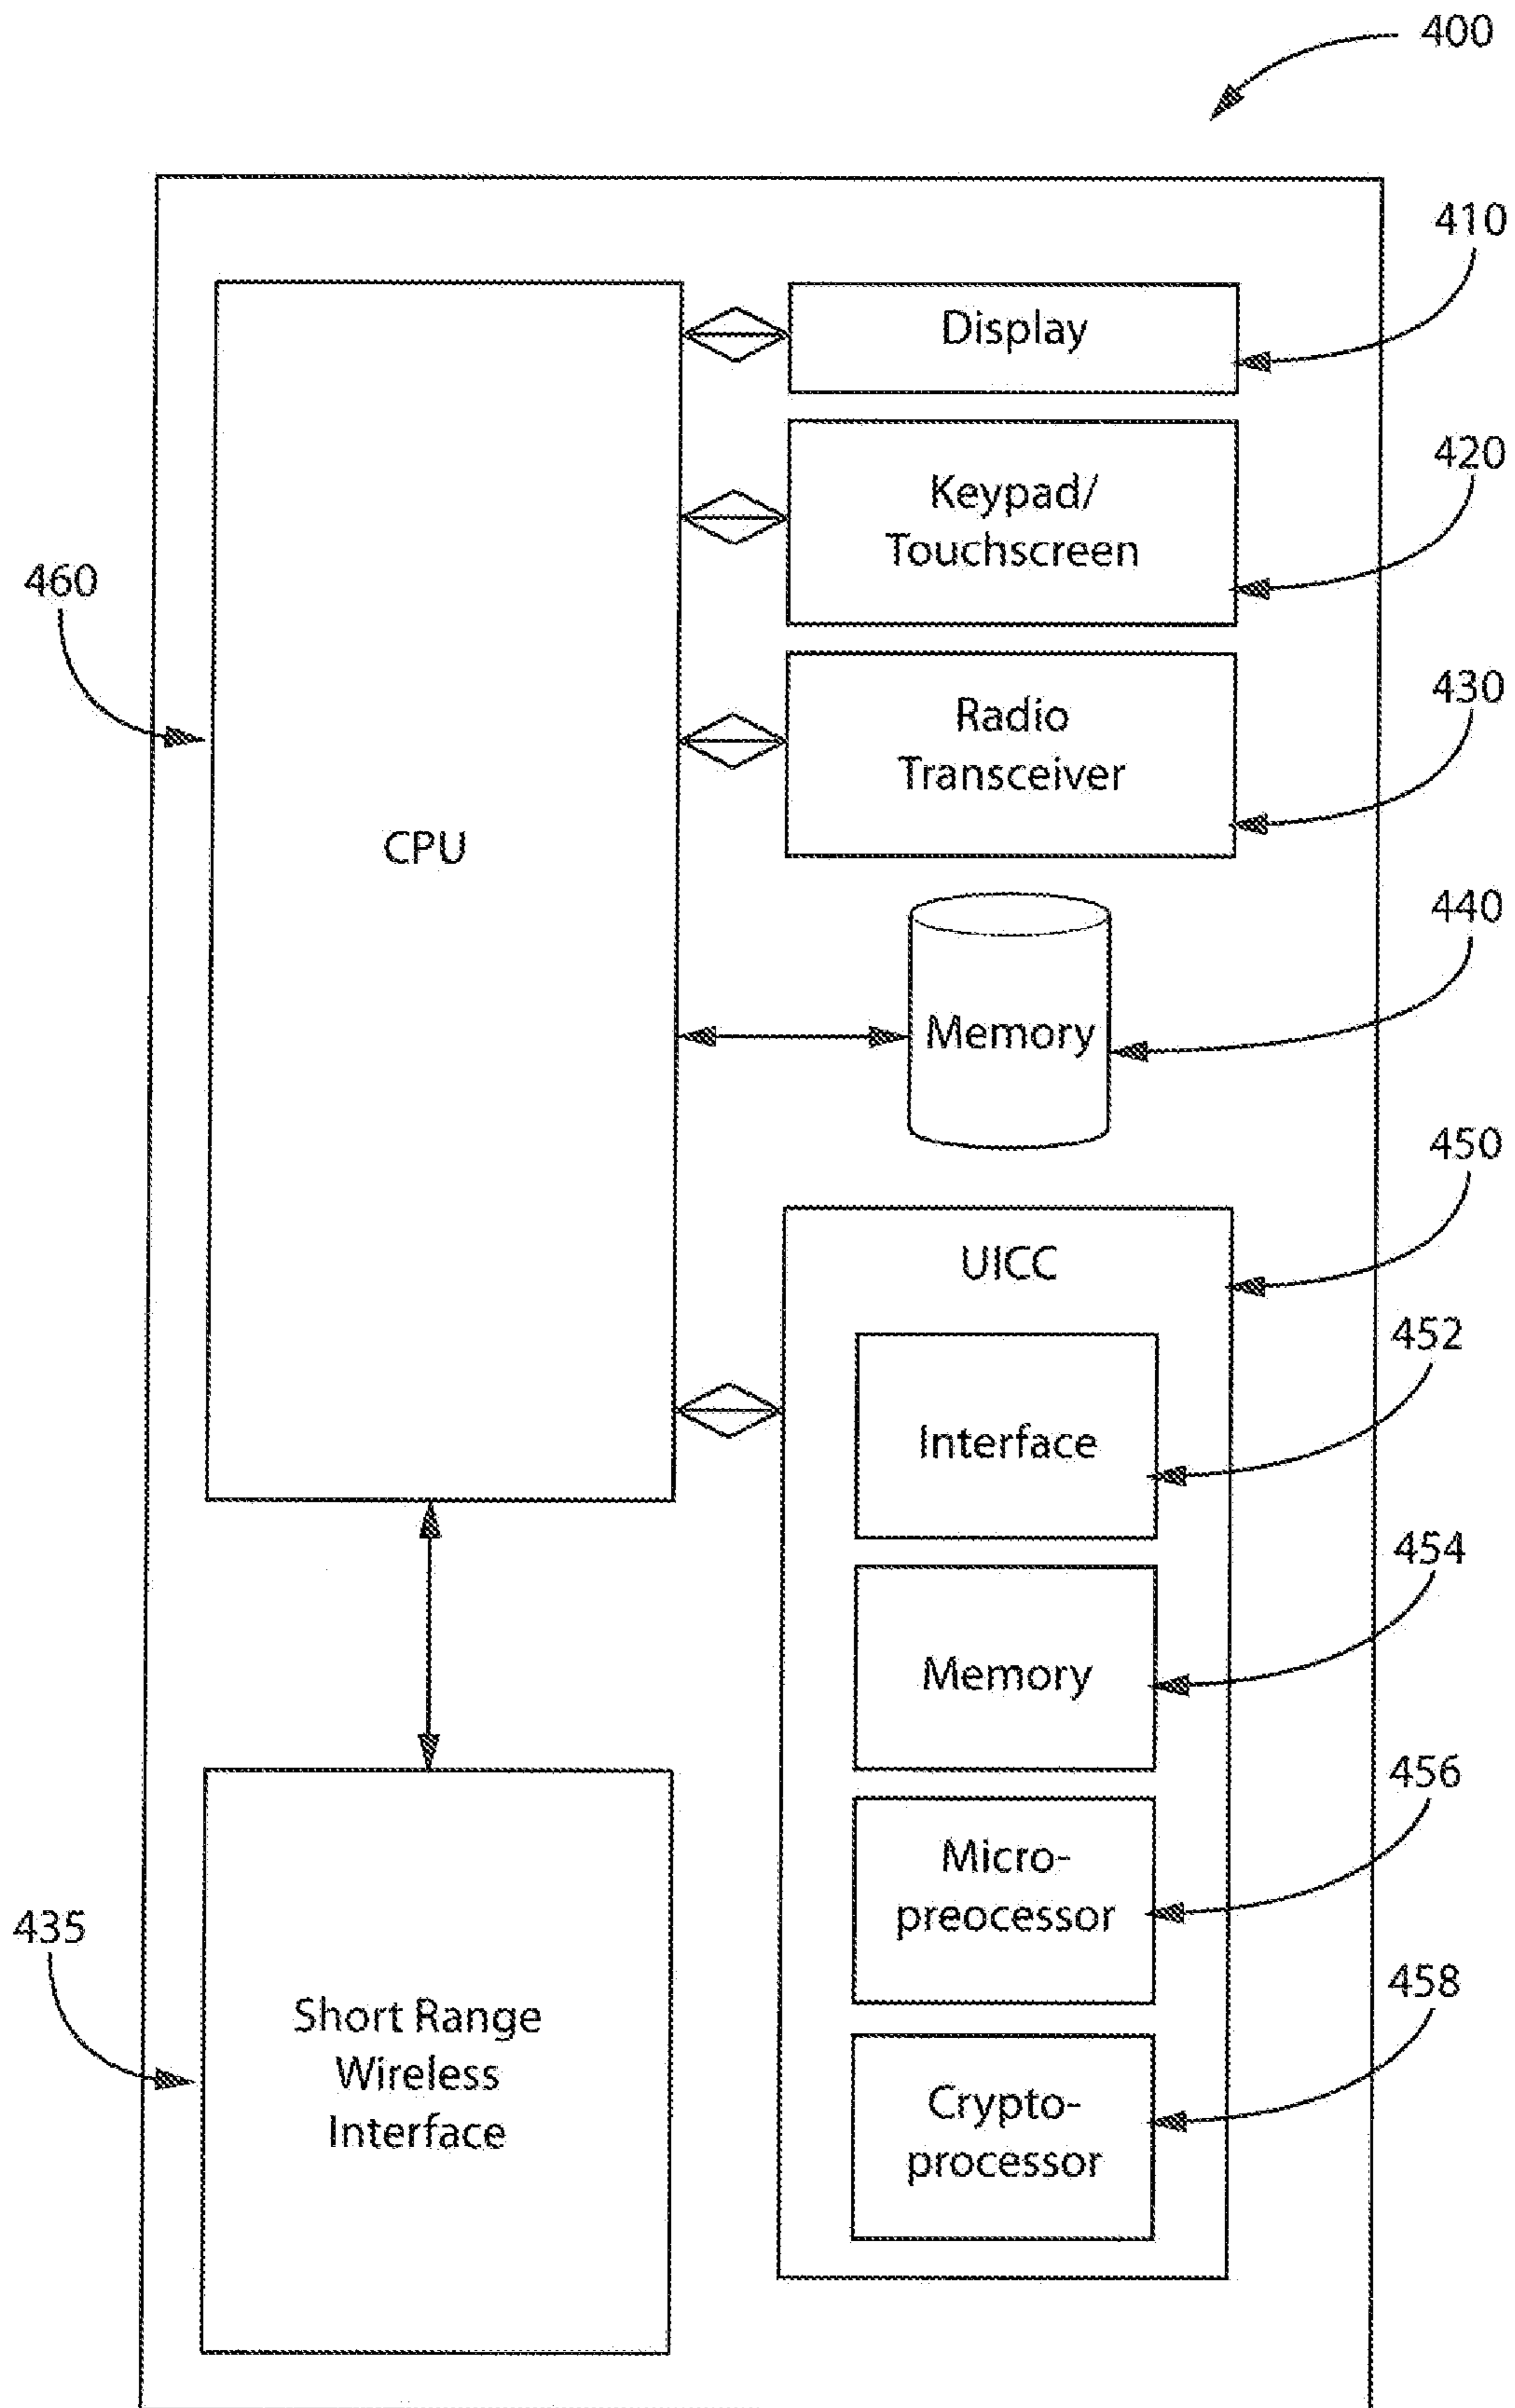 400
410
Display
420
Keypad/
Touchscreen
460
430
Radio
Transceiver
CPU
440
Memory
450
UICC
452
Interface
454
Memory
456
Micro-
preocessor
435
458
Short Range
Wireless
Interface
Crypto-
processor